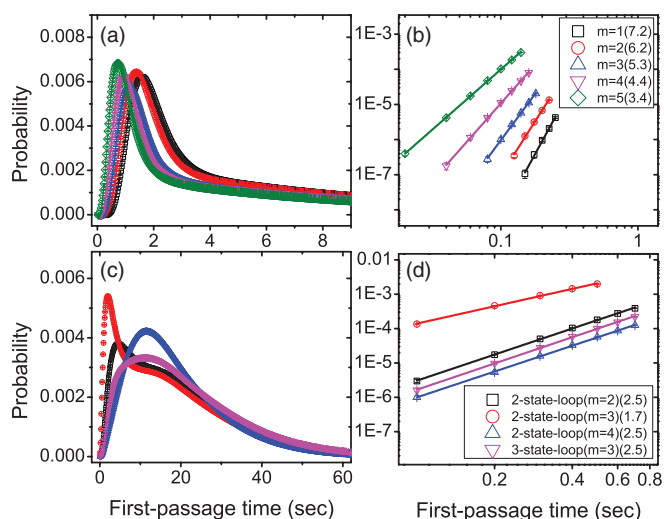 (a)
0.008
0.006
0.004
0.002
0.000
Probability
0 2 4 6 8
First-passage time (sec)
(b)
1E-3
1E-5
1E-7
0.1 1
m=1(7.2)
m=2(6.2)
m=3(5.3)
m=4(4.4)
m=5(3.4)
(c)
0.006
0.004
0.002
0.000
Probability
0 20 40 60
First-passage time (sec)
(d)
0.01
1E-3
1E-4
1E-5
1E-6
1E-7
0.2 0.4 0.6 0.8
2-state-loop(m=2)(2.5)
2-state-loop(m=3)(1.7)
2-state-loop(m=4)(2.5)
3-state-loop(m=3)(2.5)
First-passage time (sec)